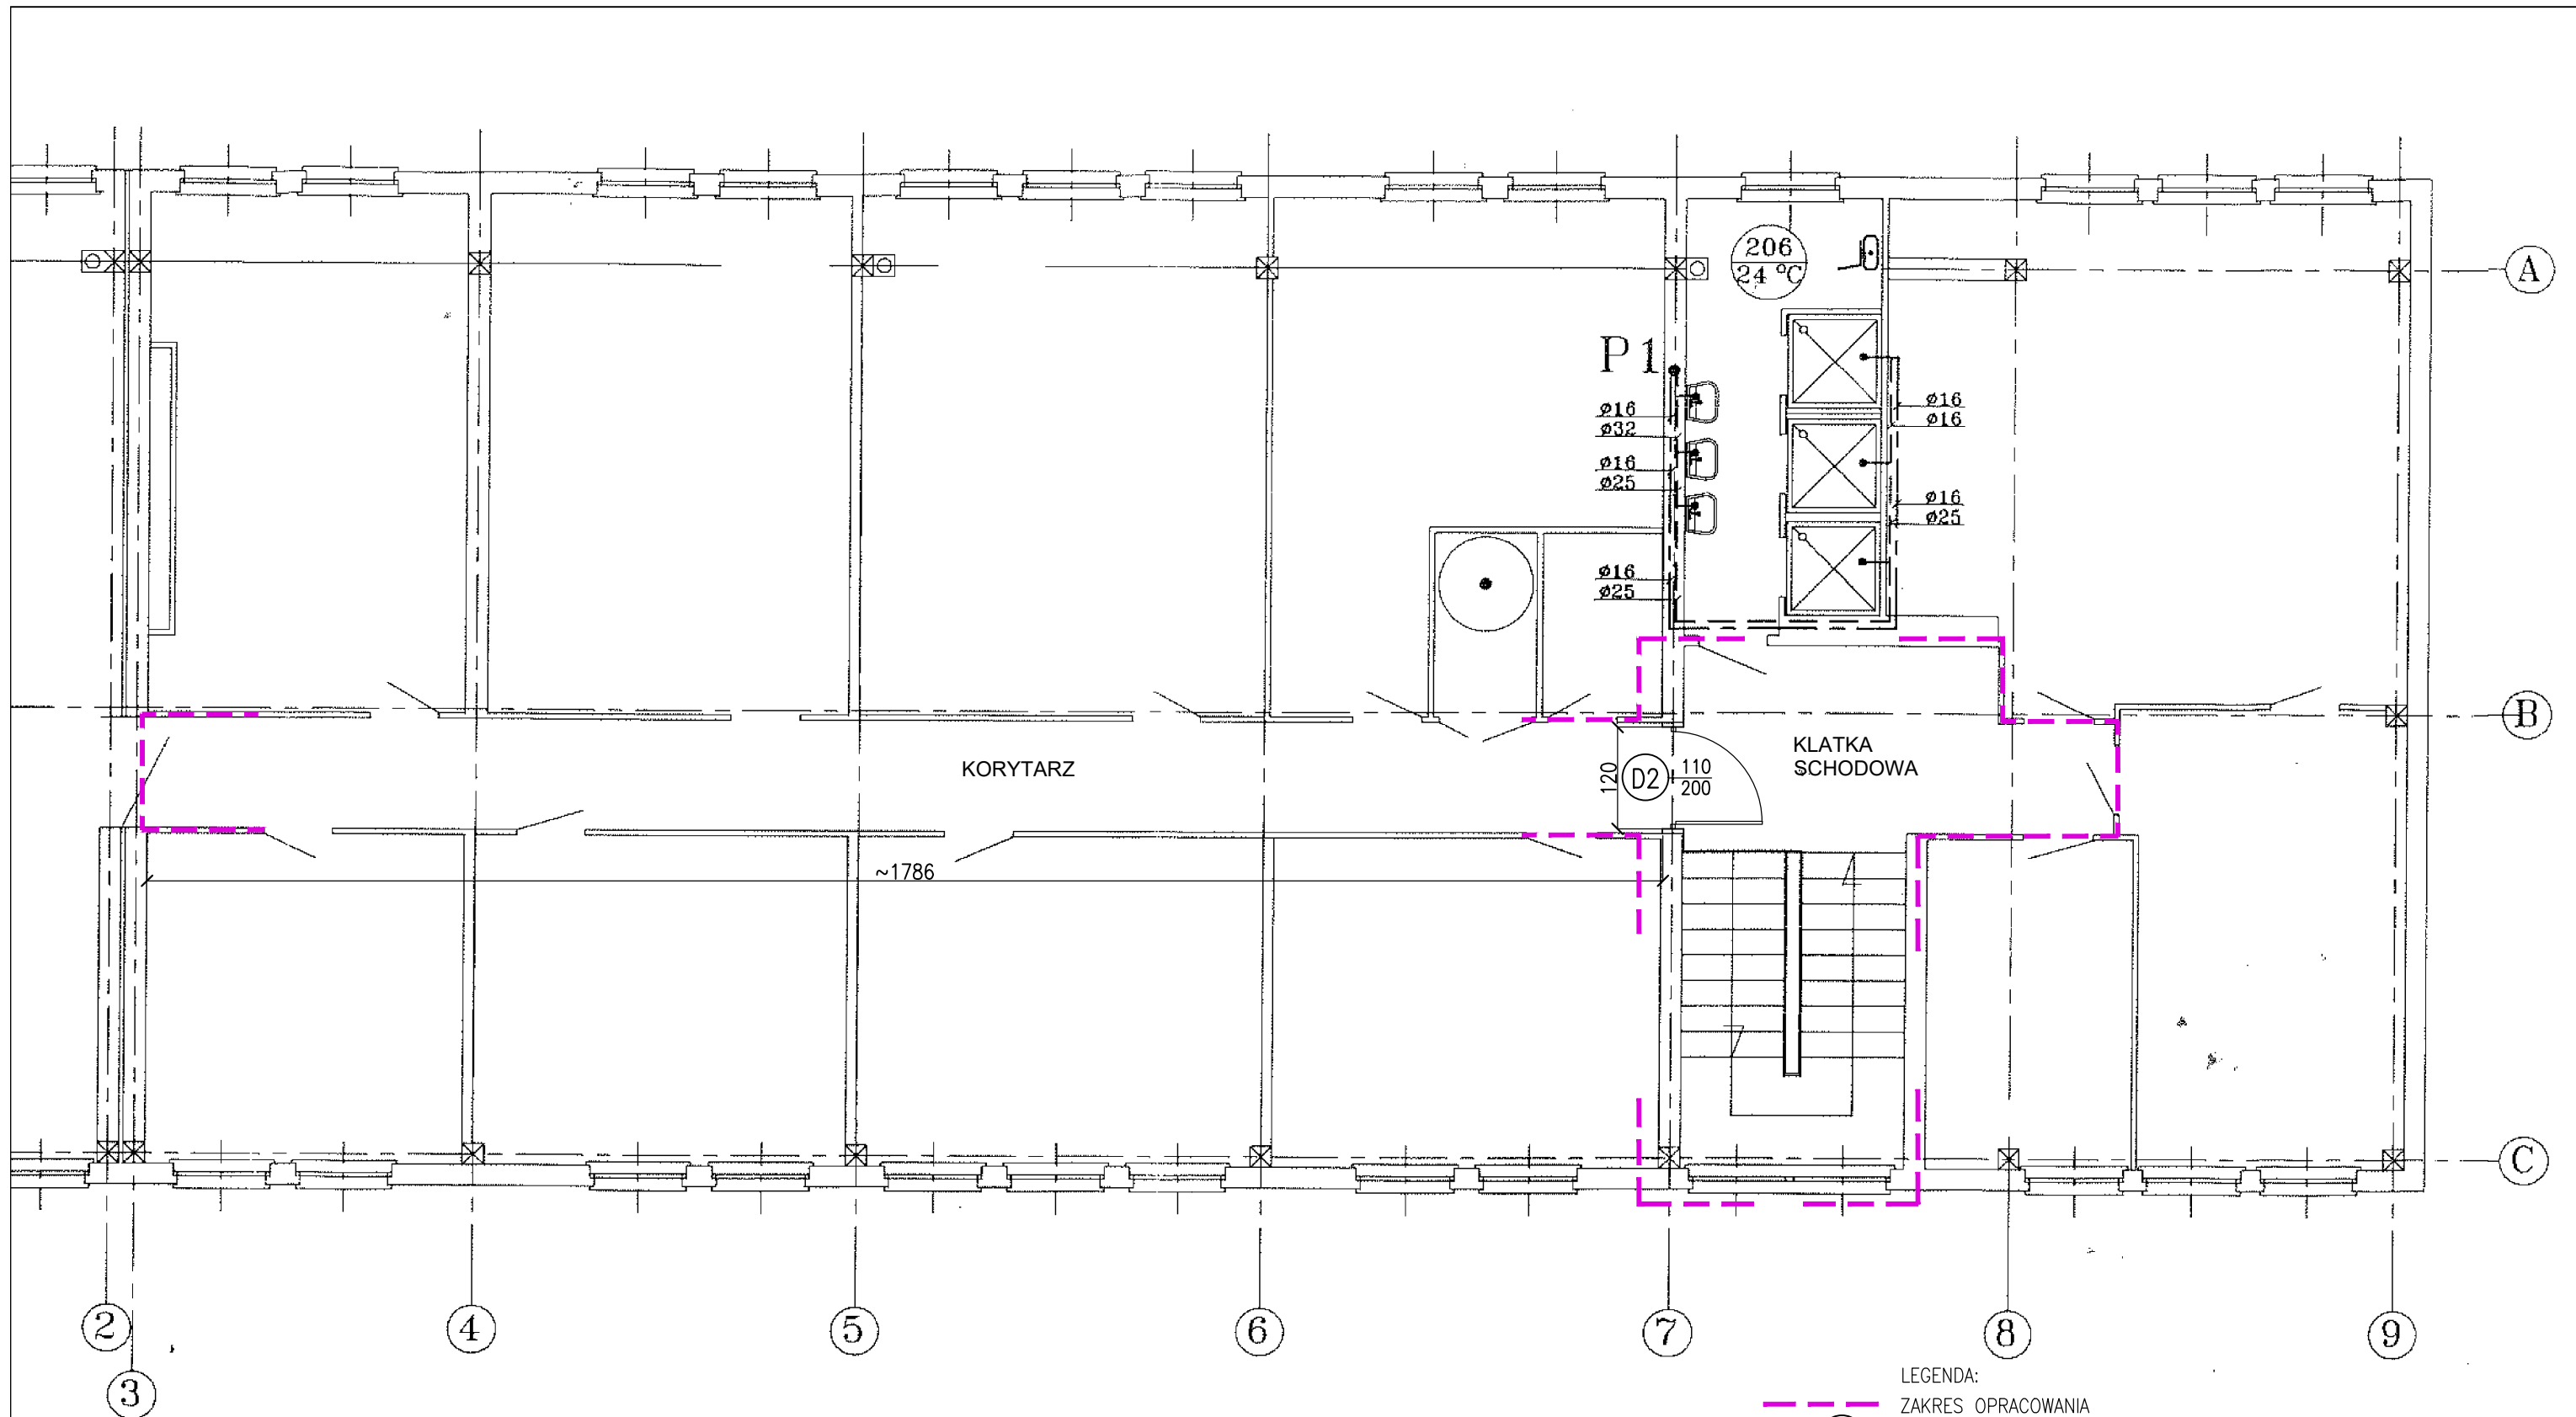 206
24 °C
A
P1
ø16
ø32
ø16
ø16
ø16
ø25
ø16
ø25
ø16
ø25
B
KORYTARZ
KLATKA
SCHODOWA
120
D2
110
200
~1786
C
2
3
4
5
6
7
8
9
LEGENDA:
ZAKRES OPRACOWANIA